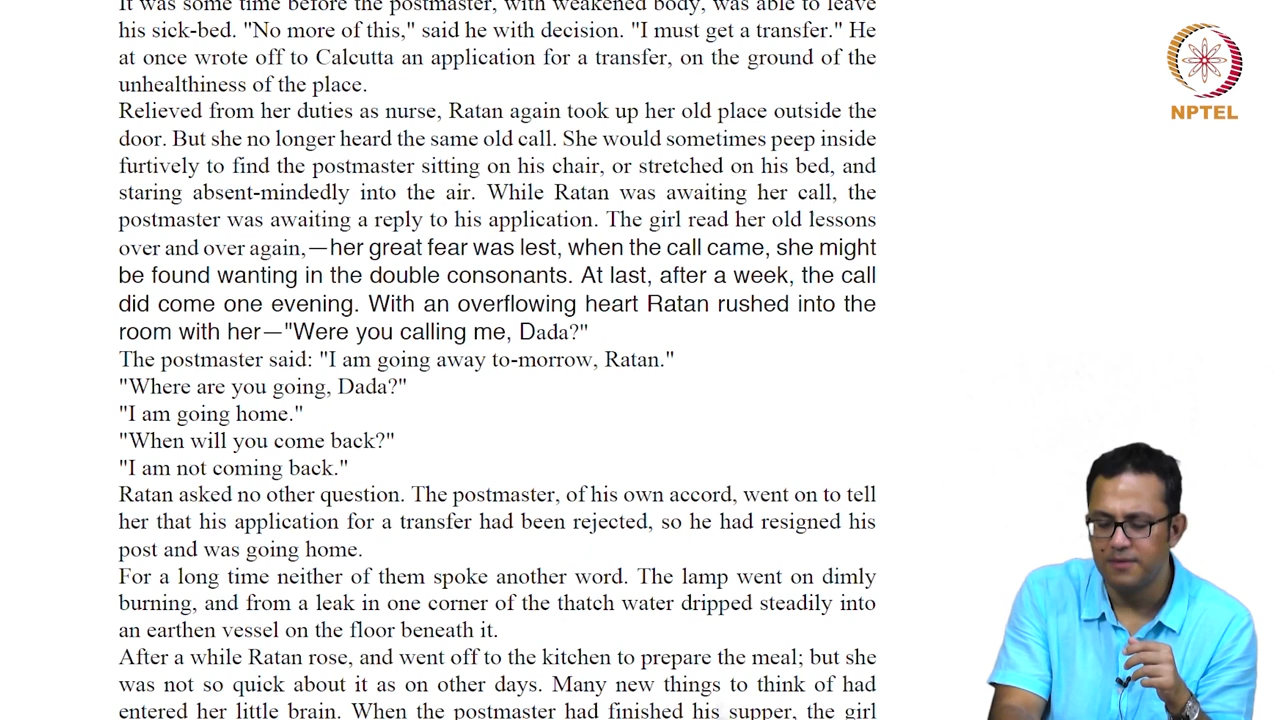 It was some time before the postmaster, with weakened body, was able to leave
his sick-bed. "No more of this," said he with decision. "I must get a transfer." He
at once wrote off to Calcutta an application for a transfer, on the ground of the
unhealthiness of the place.
Relieved from her duties as nurse, Ratan again took up her old place outside the
door. But she no longer heard the same old call. She would sometimes peep inside
furtively to find the postmaster sitting on his chair, or stretched on his bed, and
staring absent-mindedly into the air. While Ratan was awaiting her call, the
postmaster was awaiting a reply to his application. The girl read her old lessons
over and over again,—her great fear was lest, when the call came, she might
be found wanting in the double consonants. At last, after a week, the call
did come one evening. With an overflowing heart Ratan rushed into the
room with her—"Were you calling me, Dada?"
The postmaster said: "I am going away to-morrow, Ratan."
"Where are you going, Dada?"
"I am going home."
"When will you come back?"
"I am not coming back."
Ratan asked no other question. The postmaster, of his own accord, went on to tell
her that his application for a transfer had been rejected, so he had resigned his
post and was going home.
For a long time neither of them spoke another word. The lamp went on dimly
burning, and from a leak in one corner of the thatch water dripped steadily into
an earthen vessel on the floor beneath it.
After a while Ratan rose, and went off to the kitchen to prepare the meal; but she
was not so quick about it as on other days. Many new things to think of had
entered her little brain. When the postmaster had finished his supper, the girl
NPTEL